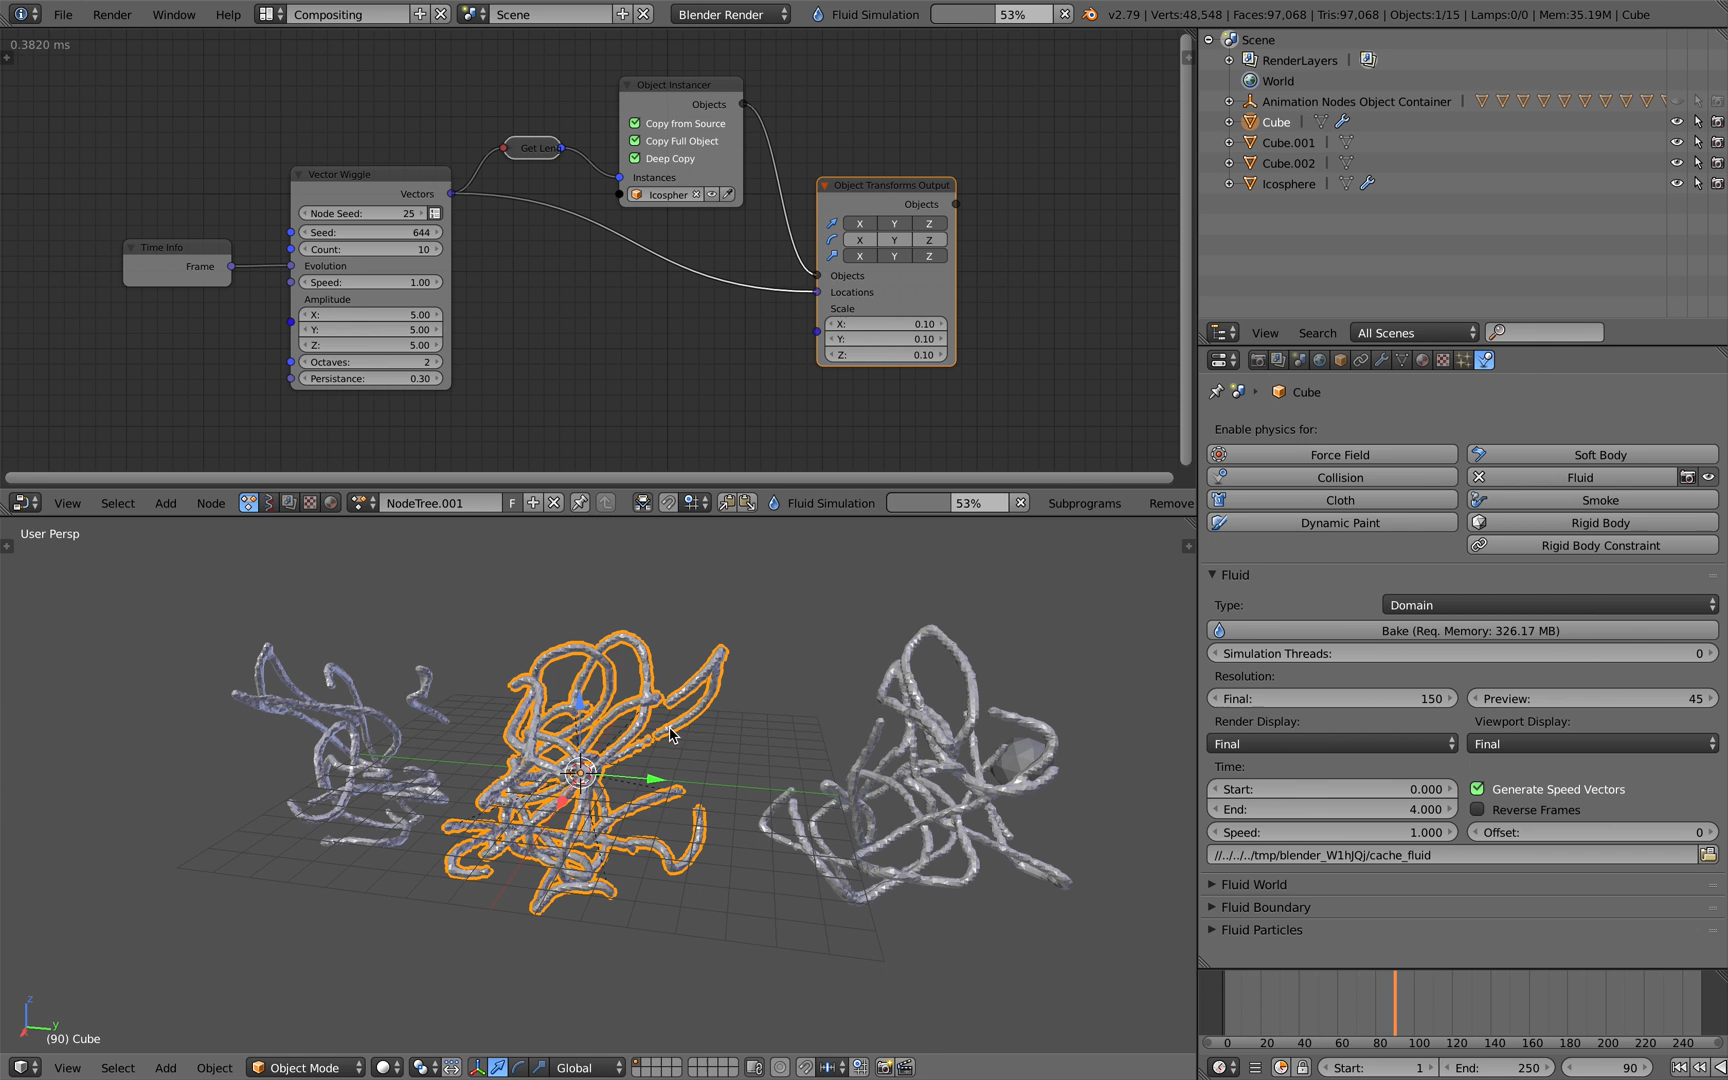 File Render Window Help Compositing Scene Blender Render Fluid Simulation 53% v2.79 | Verts:48,548 | Faces:97,068 | Tris:97,068 | Objects:1/15 | Lamps:0/0 | Mem:35.19M | Cube
0.3820 ms
Object Instancer
Objects
Copy from Source
Copy Full Object
Deep Copy
Instances
Icospher
Get Len
Vector Wiggle
Vectors
Node Seed: 25
Seed: 644
Count: 10
Evolution
Speed: 1.00
Amplitude
X: 5.00
Y: 5.00
Z: 5.00
Octaves: 2
Persistance: 0.30
Time Info
Frame
Object Transforms Output
Objects
X Y Z
X Y Z
X Y Z
Objects
Locations
Scale
X: 0.10
Y: 0.10
Z: 0.10
View Select Add Node NodeTree.001 F Fluid Simulation 53% Subprograms Remove
User Persp
z
y
(90) Cube
View Select Add Object Object Mode Global
Scene
RenderLayers
World
Animation Nodes Object Container
Cube
Cube.001
Cube.002
Icosphere
View Search All Scenes
Cube
Enable physics for:
Force Field Soft Body
Collision Fluid
Cloth Smoke
Dynamic Paint Rigid Body
Rigid Body Constraint
Fluid
Type: Domain
Bake (Req. Memory: 326.17 MB)
Simulation Threads: 0
Resolution:
Final: 150 Preview: 45
Render Display: Viewport Display:
Final Final
Time:
Start: 0.000 Generate Speed Vectors
End: 4.000 Reverse Frames
Speed: 1.000 Offset: 0
//../../../tmp/blender_W1hJQj/cache_fluid
Fluid World
Fluid Boundary
Fluid Particles
0 20 40 60 80 100 120 140 160 180 200 220 240
Start: 1 End: 250 90